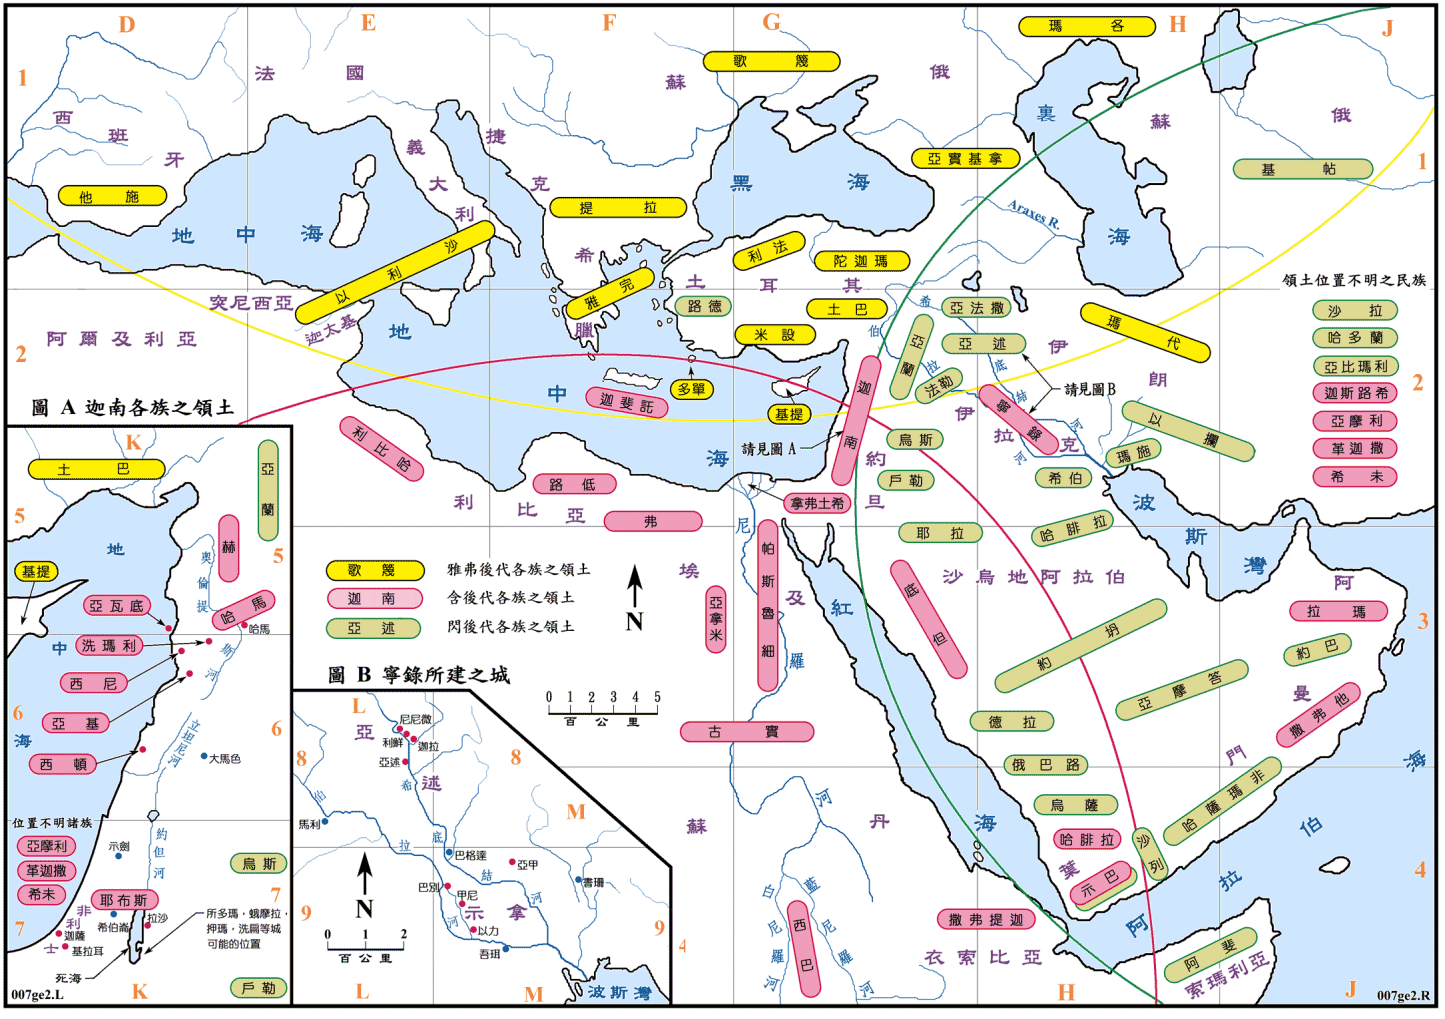 D
E
F
G
H
J
1
1
2
2
3
4
4
法 國
西班牙
義大利
捷克
蘇俄
蘇俄
希臘
土耳其
突尼西亞
迦太基
阿爾及利亞
利比亞
埃及
約旦
伊拉克
伊朗
沙烏地阿拉伯
阿曼
葉門
蘇丹
衣索比亞
索瑪利亞
地中海
地中海
黑海
裏海
紅海
波斯灣
阿拉伯海
Araxes R.
希底結河
伯拉河
尼羅河
白尼羅河
藍尼羅河
瑪各
歌篾
亞實基拿
基帖
他施
提拉
以利沙
利法
陀迦瑪
雅完
路德
土巴
米設
多單
基提
亞法撒
亞述
亞蘭
法勒
瑪代
迦斐託
迦南
寧錄
請見圖B
請見圖A
以攔
瑪施
烏斯
戶勒
希伯
利比哈
路低
弗
拿弗土希
帕斯魯細
亞拿米
耶拉
哈腓拉
底但
約坍
拉瑪
約巴
亞摩答
撒弗他
德拉
俄巴路
哈薩瑪非
烏薩
哈腓拉
沙列
示巴
撒弗提迦
阿斐
古實
西巴
領土位置不明之民族
沙拉
哈多蘭
亞比瑪利
迦斯路希
亞摩利
革迦撒
希未
歌篾 雅弗後代各族之領土
迦南 含後代各族之領土
亞述 閃後代各族之領土
N
0 1 2 3 4 5
百公里
圖 A 迦南各族之領土
K
土巴
亞蘭
5
5
地中海
基提
奧倫提斯河
赫
哈馬
哈馬
亞瓦底
洗瑪利
西尼
亞基
西頓
6
6
立坦尼河
大馬色
位置不明諸族
亞摩利
革迦撒
希未
示劍
約但河
烏斯
耶布斯
7
7
非利士
希伯崙
拉沙
迦薩
基拉耳
所多瑪，蛾摩拉，
押瑪，洗扁等城
可能的位置
死海
戶勒
K
007ge2.L
圖 B 寧錄所建之城
L
亞述
尼尼微
利鮮
迦拉
亞述
8
8
希底結河
伯拉河
馬利
M
巴格達
亞甲
書珊
巴別
甲尼
示拿
以力
吾珥
9
9
N
0 1 2
百公里
波斯灣
L
M
H
J
007ge2.R